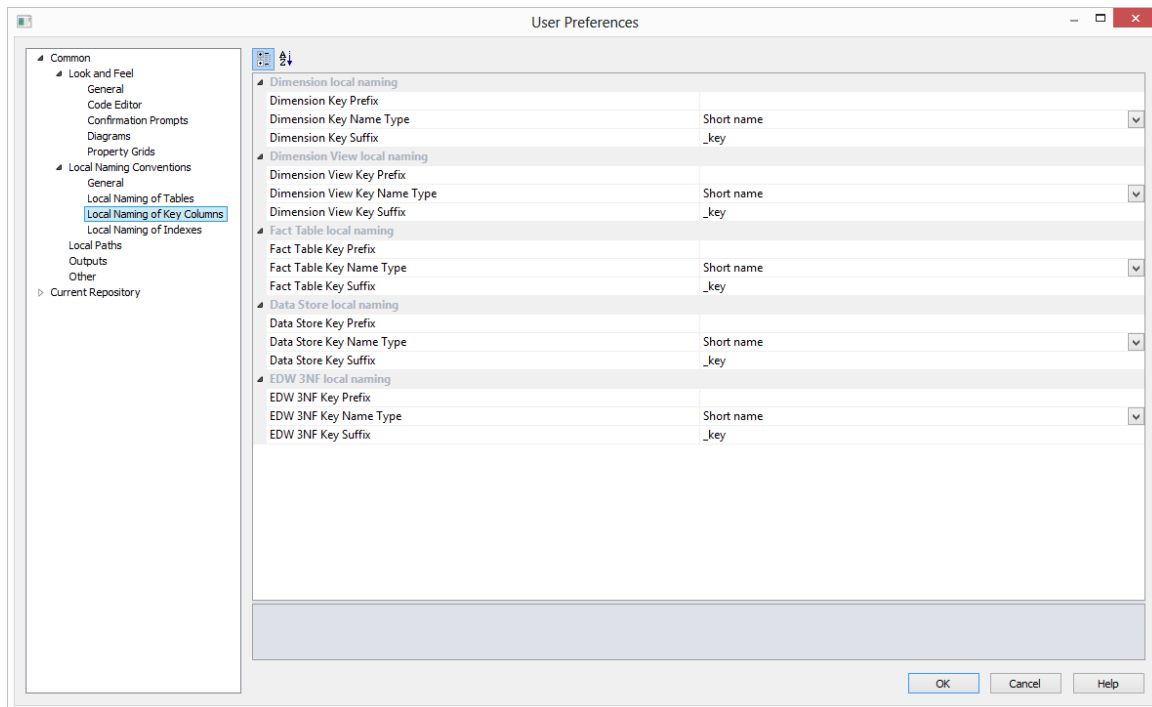 User Preferences
Common
Look and Feel
General
Code Editor
Confirmation Prompts
Diagrams
Property Grids
Local Naming Conventions
General
Local Naming of Tables
Local Naming of Key Columns
Local Naming of Indexes
Local Paths
Outputs
Other
Current Repository
Dimension local naming
Dimension Key Prefix
Dimension Key Name Type Short name
Dimension Key Suffix _key
Dimension View local naming
Dimension View Key Prefix
Dimension View Key Name Type Short name
Dimension View Key Suffix _key
Fact Table local naming
Fact Table Key Prefix
Fact Table Key Name Type Short name
Fact Table Key Suffix _key
Data Store local naming
Data Store Key Prefix
Data Store Key Name Type Short name
Data Store Key Suffix _key
EDW 3NF local naming
EDW 3NF Key Prefix
EDW 3NF Key Name Type Short name
EDW 3NF Key Suffix _key
OK Cancel Help